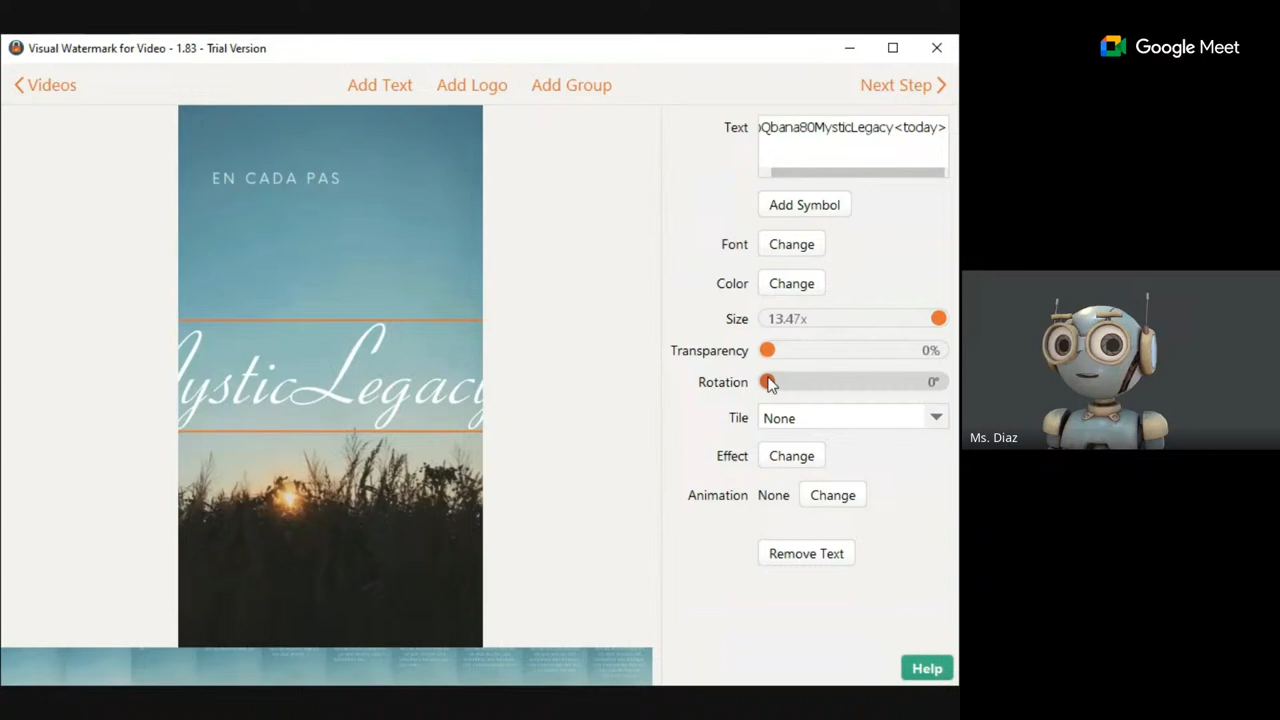 Visual Watermark for Video - 1.83 - Trial Version
Google Meet
Videos
Add Text
Add Logo
Add Group
Next Step
Text
Qbana80MysticLegacy<today>
EN CADA PAS
Add Symbol
Font
Change
Color
Change
Size
13.47x
Transparency
0%
Rotation
0°
ysticLegacy
Tile
None
Effect
Change
Animation
None
Change
Remove Text
Ms. Diaz
Help